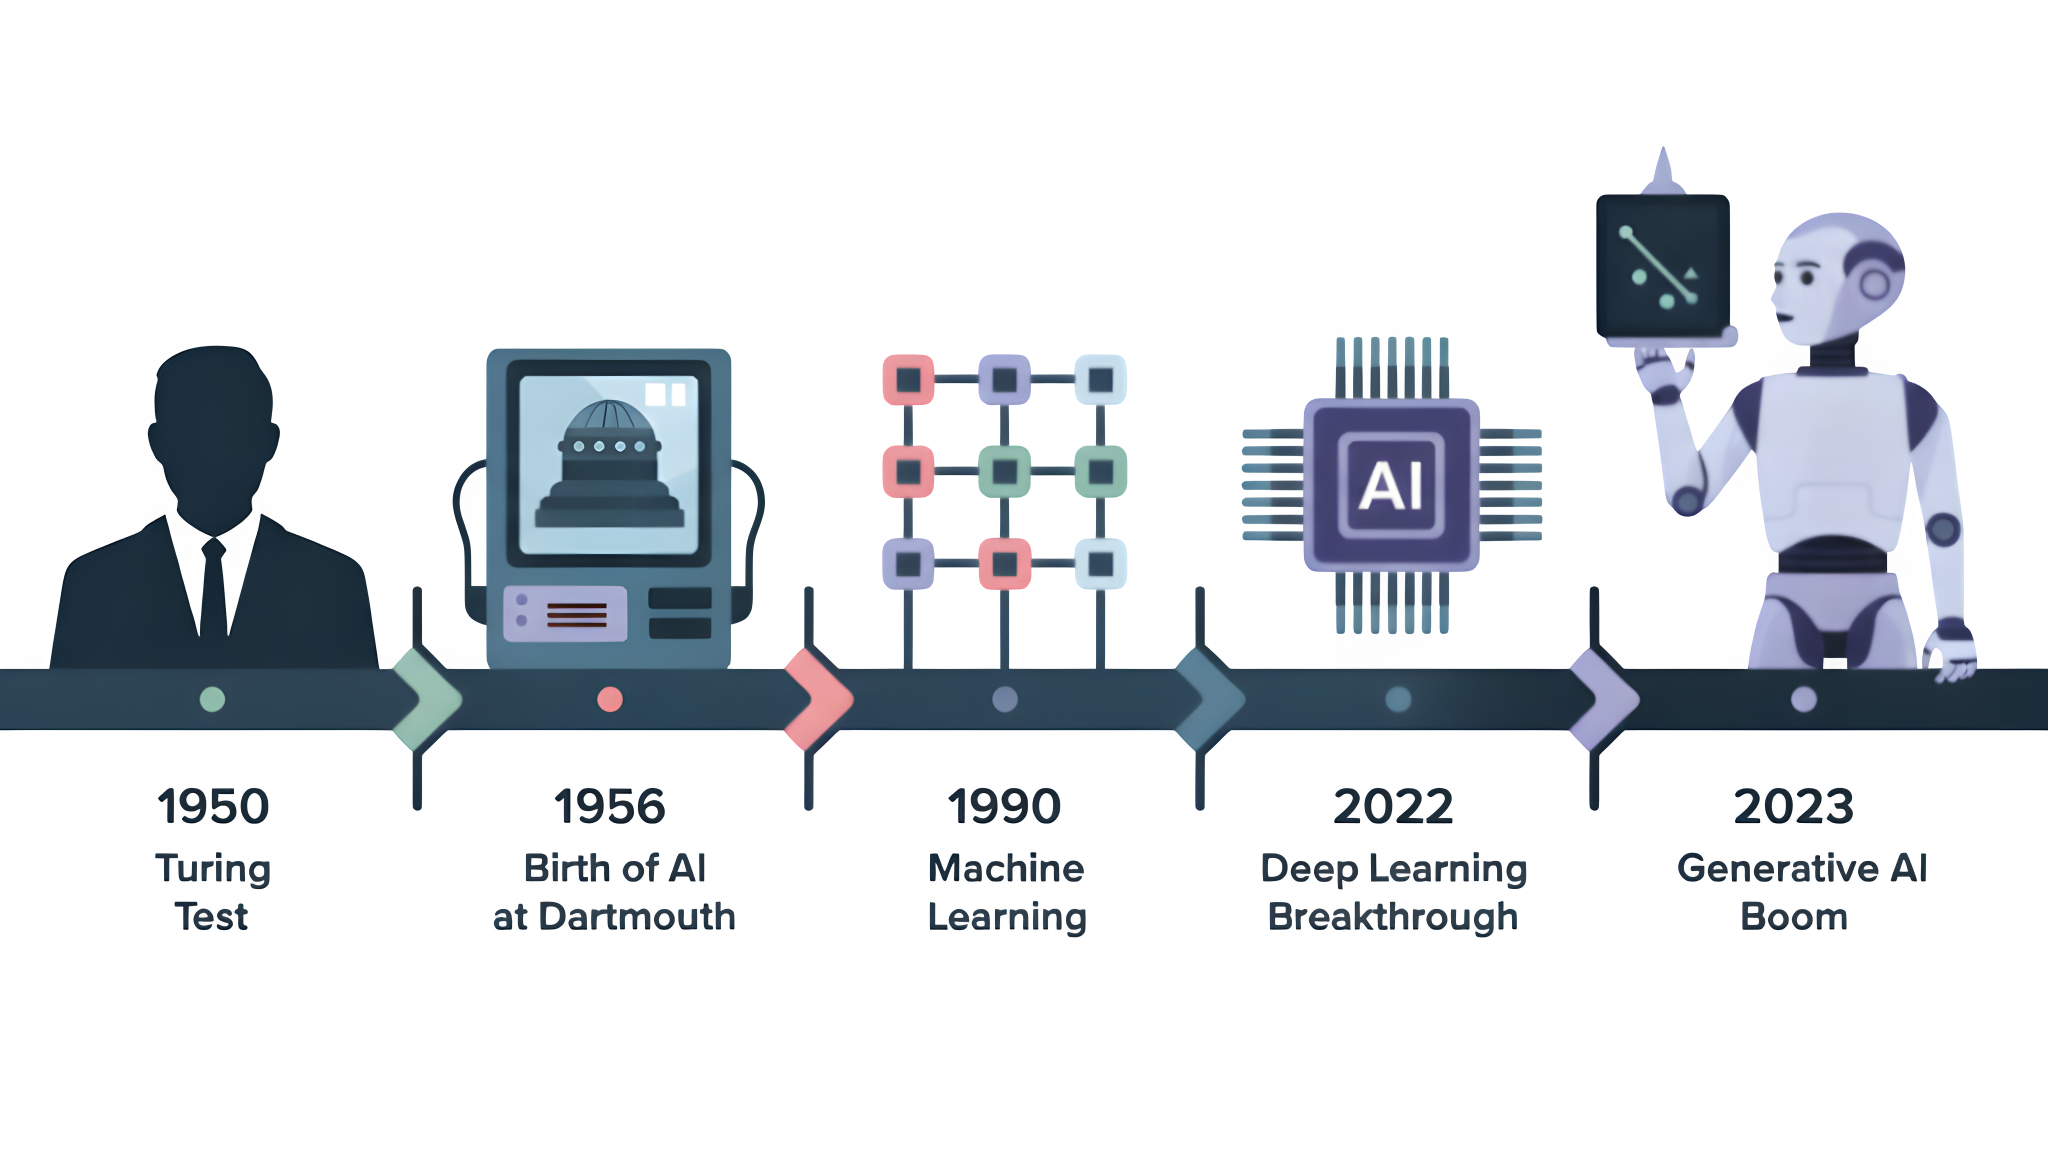 AI
1950
Turing
Test
1956
Birth of AI
at Dartmouth
1990
Machine
Learning
2022
Deep Learning
Breakthrough
2023
Generative AI
Boom